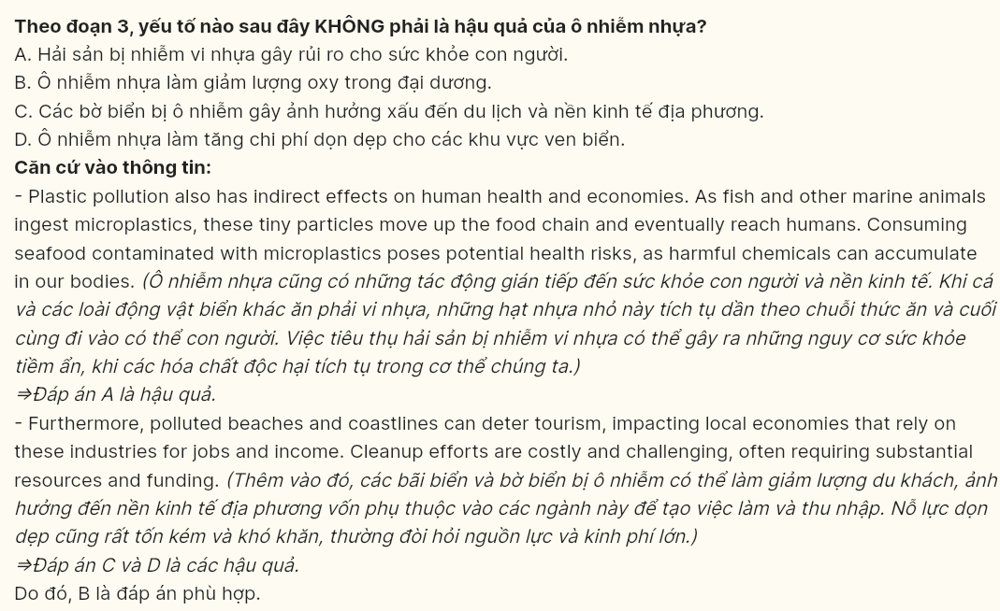 Theo đoạn 3, yếu tố nào sau đây KHÔNG phải là hậu quả của ô nhiễm nhựa?
A. Hải sản bị nhiễm vi nhựa gây rủi ro cho sức khỏe con người.
B. Ô nhiễm nhựa làm giảm lượng oxy trong đại dương.
C. Các bờ biển bị ô nhiễm gây ảnh hưởng xấu đến du lịch và nền kinh tế địa phương.
D. Ô nhiễm nhựa làm tăng chi phí dọn dẹp cho các khu vực ven biển.
Căn cứ vào thông tin:
- Plastic pollution also has indirect effects on human health and economies. As fish and other marine animals
ingest microplastics, these tiny particles move up the food chain and eventually reach humans. Consuming
seafood contaminated with microplastics poses potential health risks, as harmful chemicals can accumulate
in our bodies. (Ô nhiễm nhựa cũng có những tác động gián tiếp đến sức khỏe con người và nền kinh tế. Khi cá
và các loài động vật biển khác ăn phải vi nhựa, những hạt nhựa nhỏ này tích tụ dần theo chuỗi thức ăn và cuối
cùng đi vào có thể con người. Việc tiêu thụ hải sản bị nhiễm vi nhựa có thể gây ra những nguy cơ sức khỏe
tiềm ẩn, khi các hóa chất độc hại tích tụ trong cơ thể chúng ta.)
⇒Đáp án A là hậu quả.
- Furthermore, polluted beaches and coastlines can deter tourism, impacting local economies that rely on
these industries for jobs and income. Cleanup efforts are costly and challenging, often requiring substantial
resources and funding. (Thêm vào đó, các bãi biển và bờ biển bị ô nhiễm có thể làm giảm lượng du khách, ảnh
hưởng đến nền kinh tế địa phương vốn phụ thuộc vào các ngành này để tạo việc làm và thu nhập. Nỗ lực dọn
dẹp cũng rất tốn kém và khó khăn, thường đòi hỏi nguồn lực và kinh phí lớn.)
⇒Đáp án C và D là các hậu quả.
Do đó, B là đáp án phù hợp.